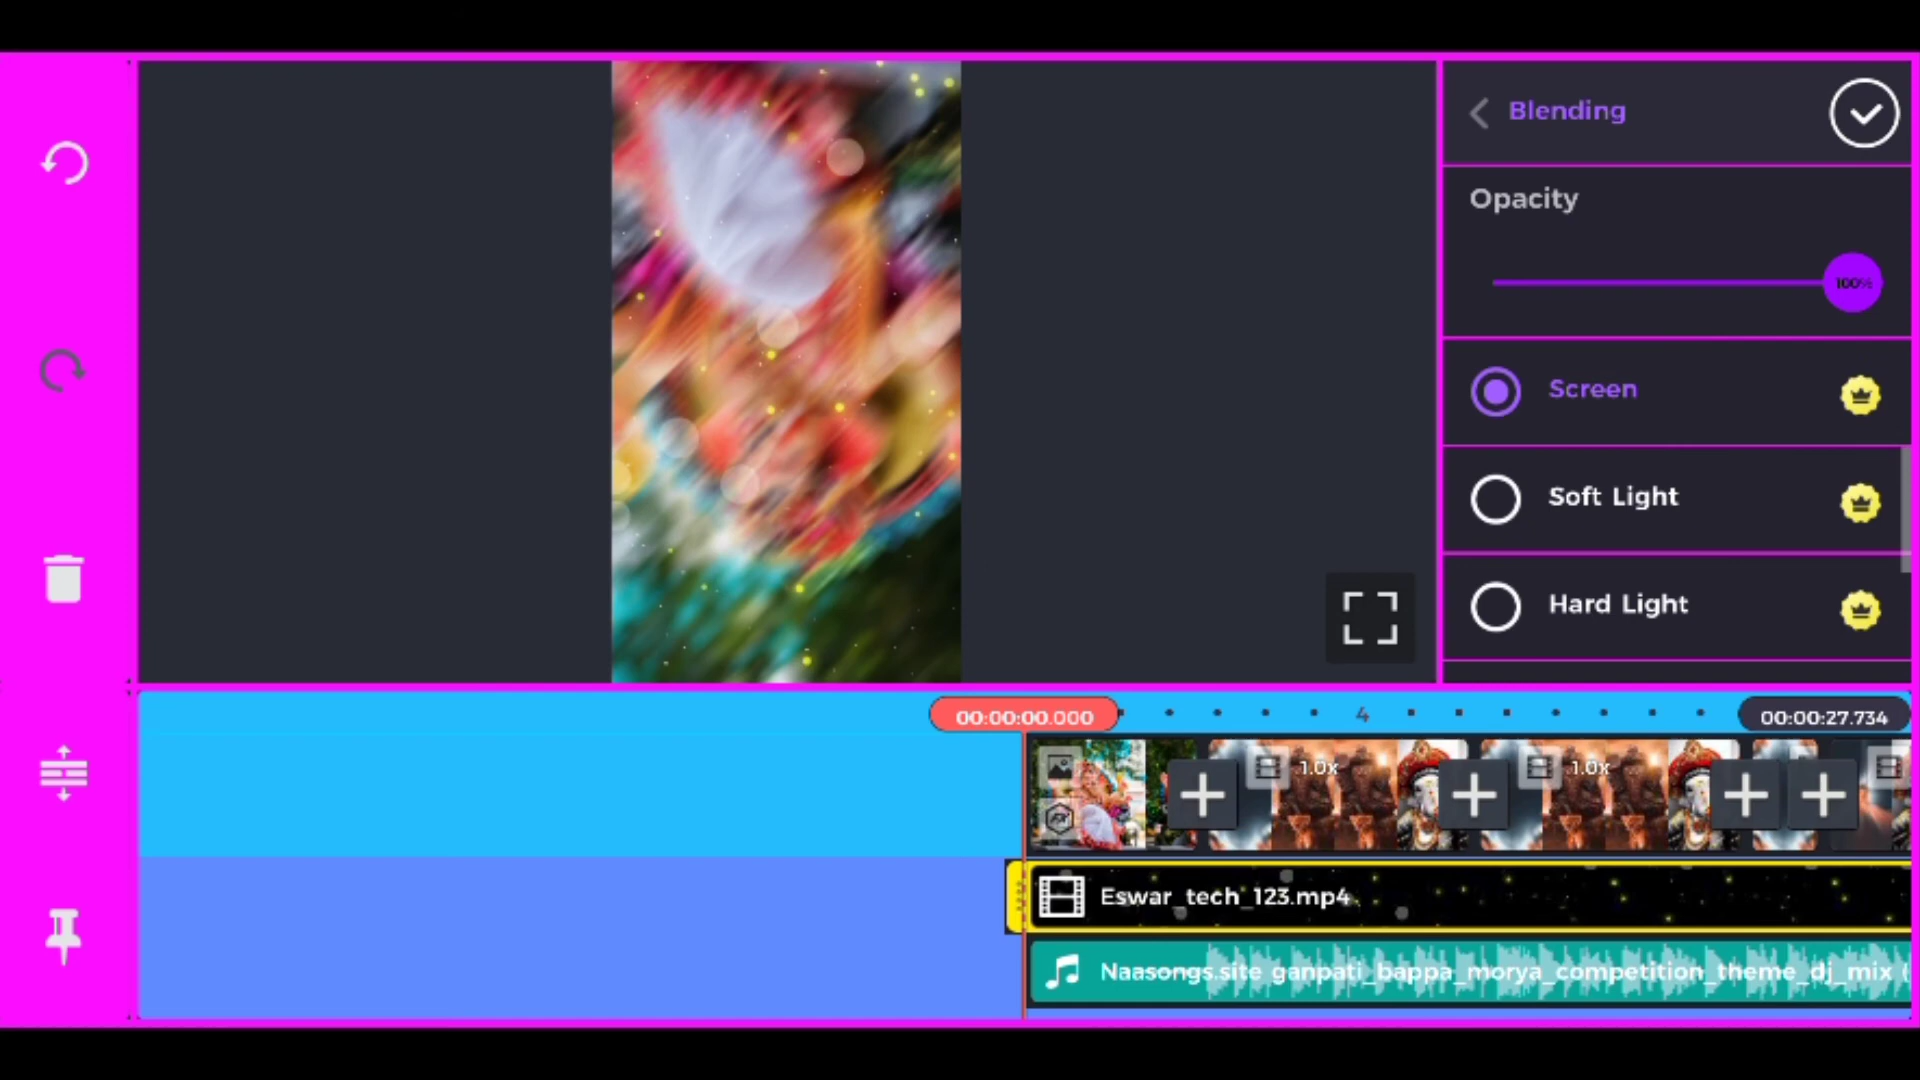 Blending
Opacity
100%
Screen
Soft Light
Hard Light
00:00:00.000
4
00:00:27.734
1.0x
1.0x
Eswar_tech_123.mp4
Naasongs.site_ganpati_bappa_morya_competition_theme_dj_mix (